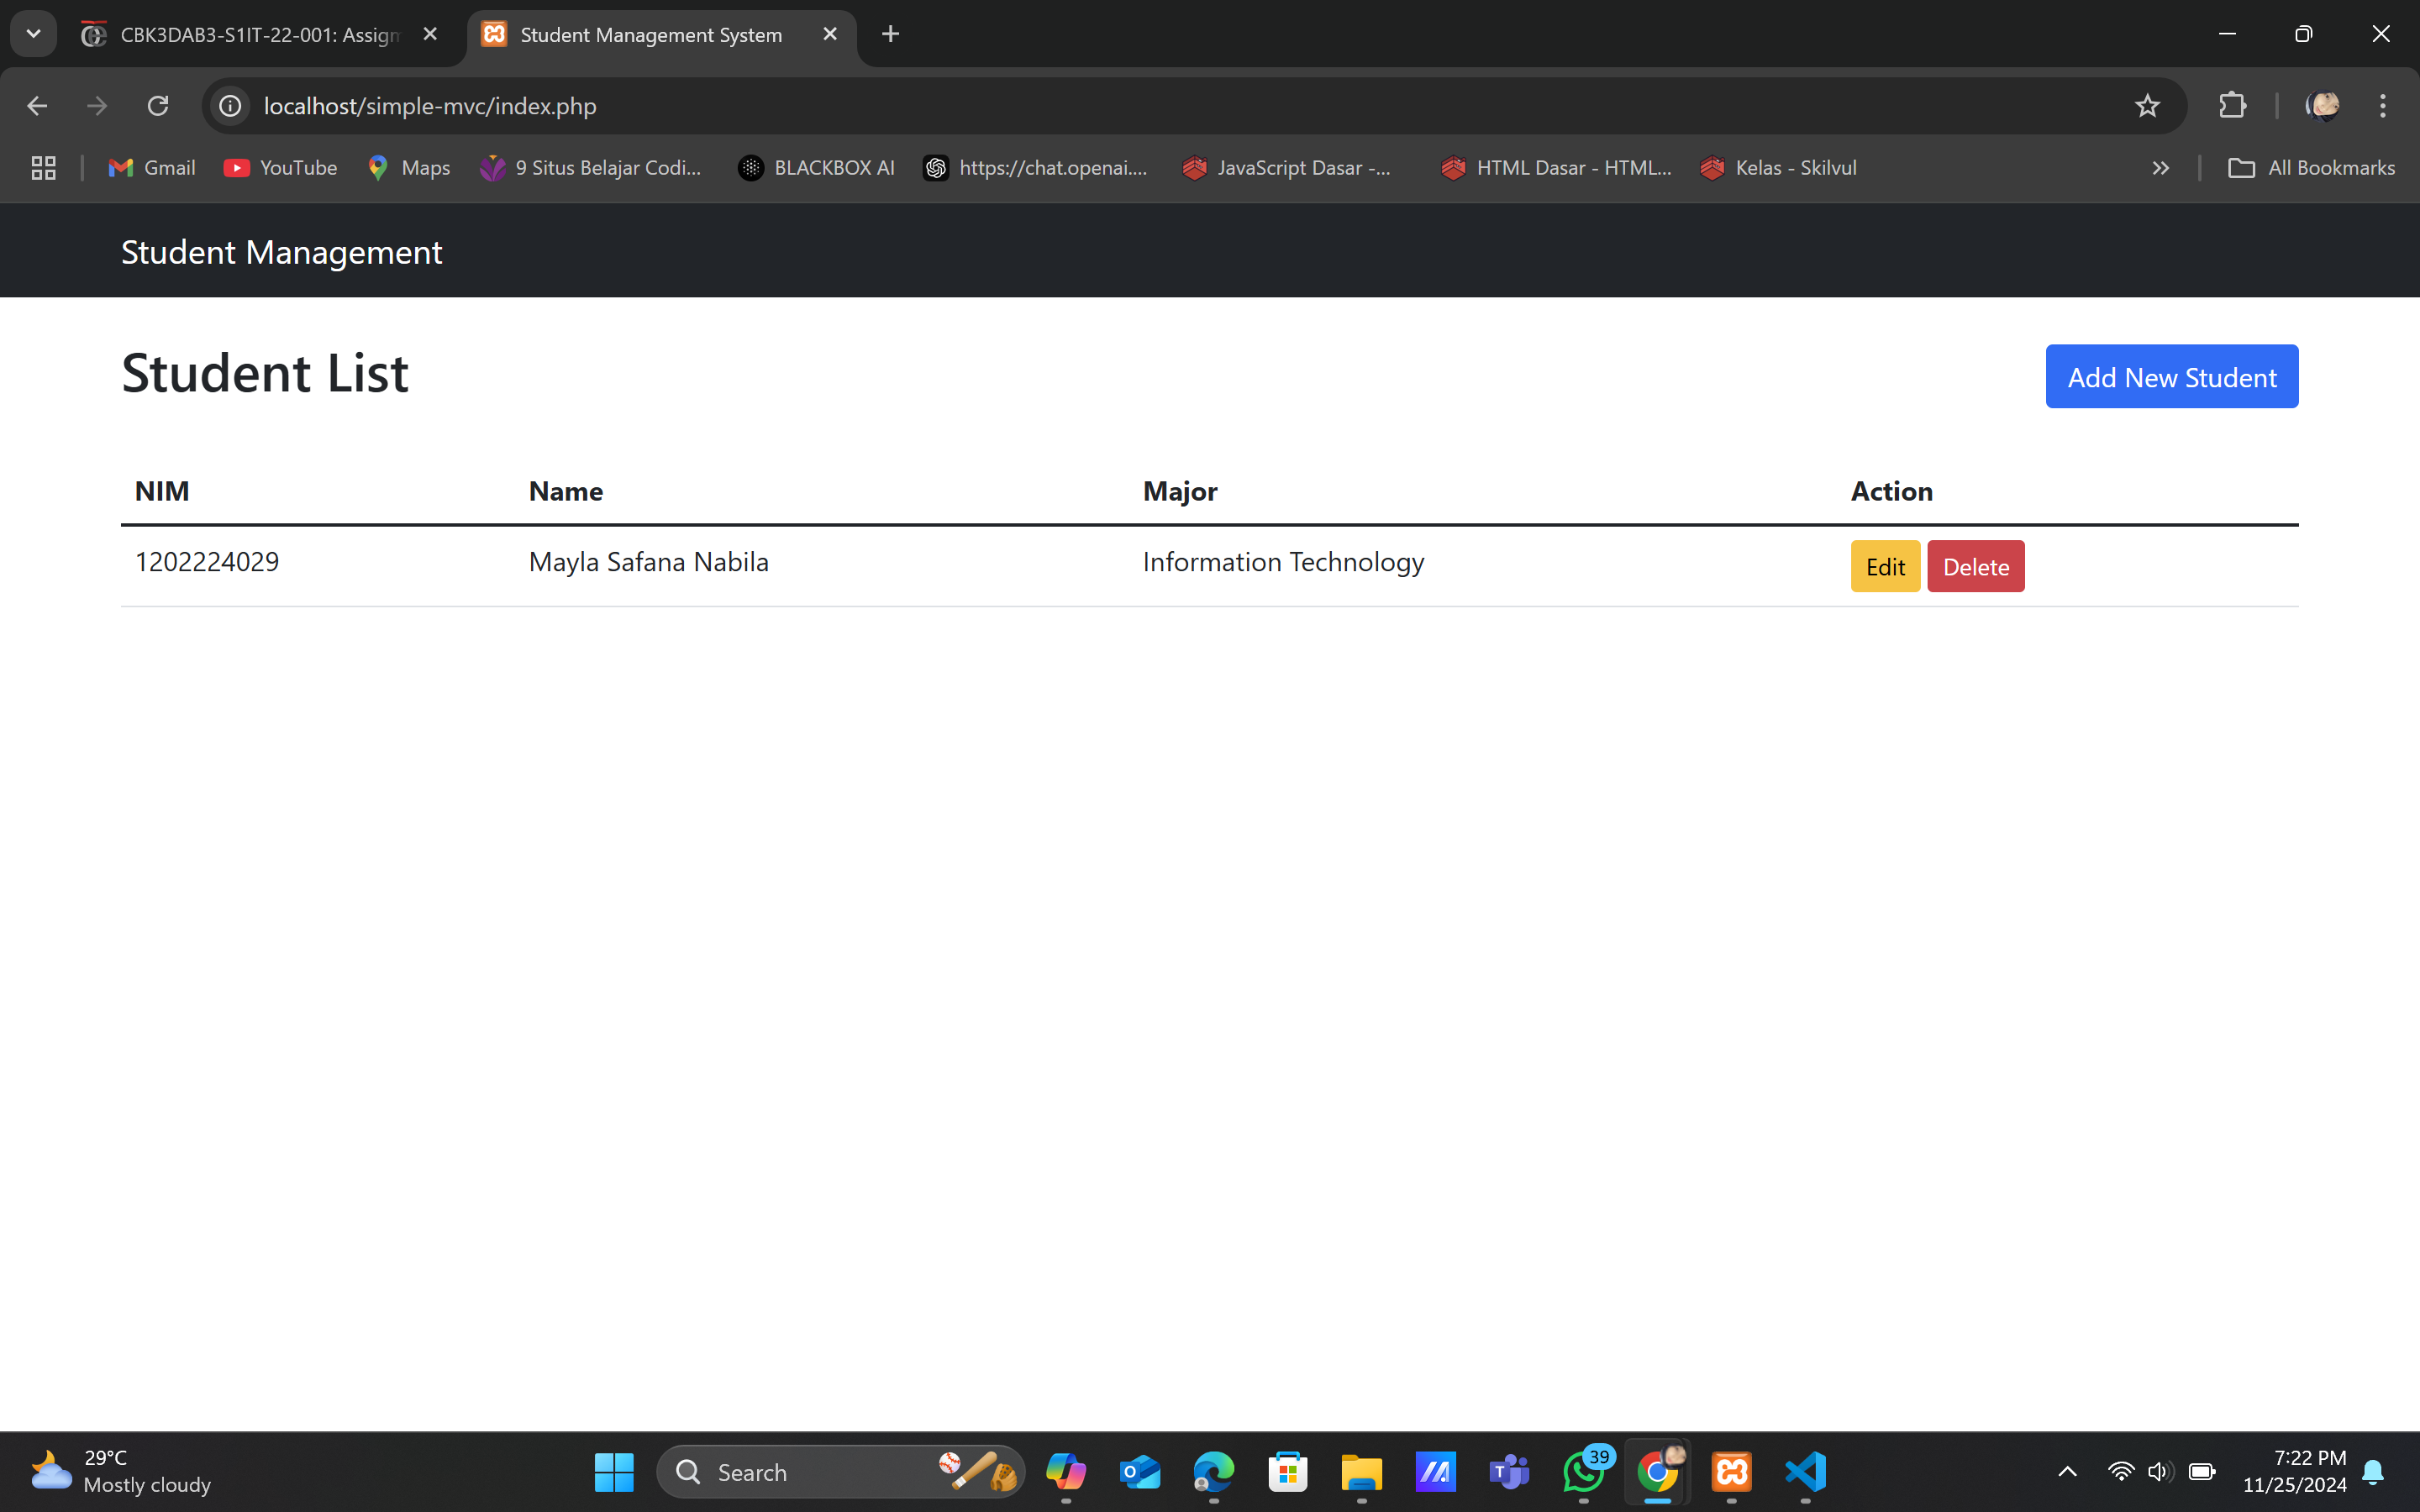 CBK3DAB3-S1IT-22-001: Assig
Student Management System
localhost/simple-mvc/index.php
Gmail YouTube Maps 9 Situs Belajar Codi... BLACKBOX AI https://chat.openai.... JavaScript Dasar -... HTML Dasar - HTML... Kelas - Skilvul All Bookmarks
Student Management
Student List
Add New Student
NIM Name Major Action
1202224029 Mayla Safana Nabila Information Technology Edit Delete
29°C
Mostly cloudy
Search
39
7:22 PM
11/25/2024